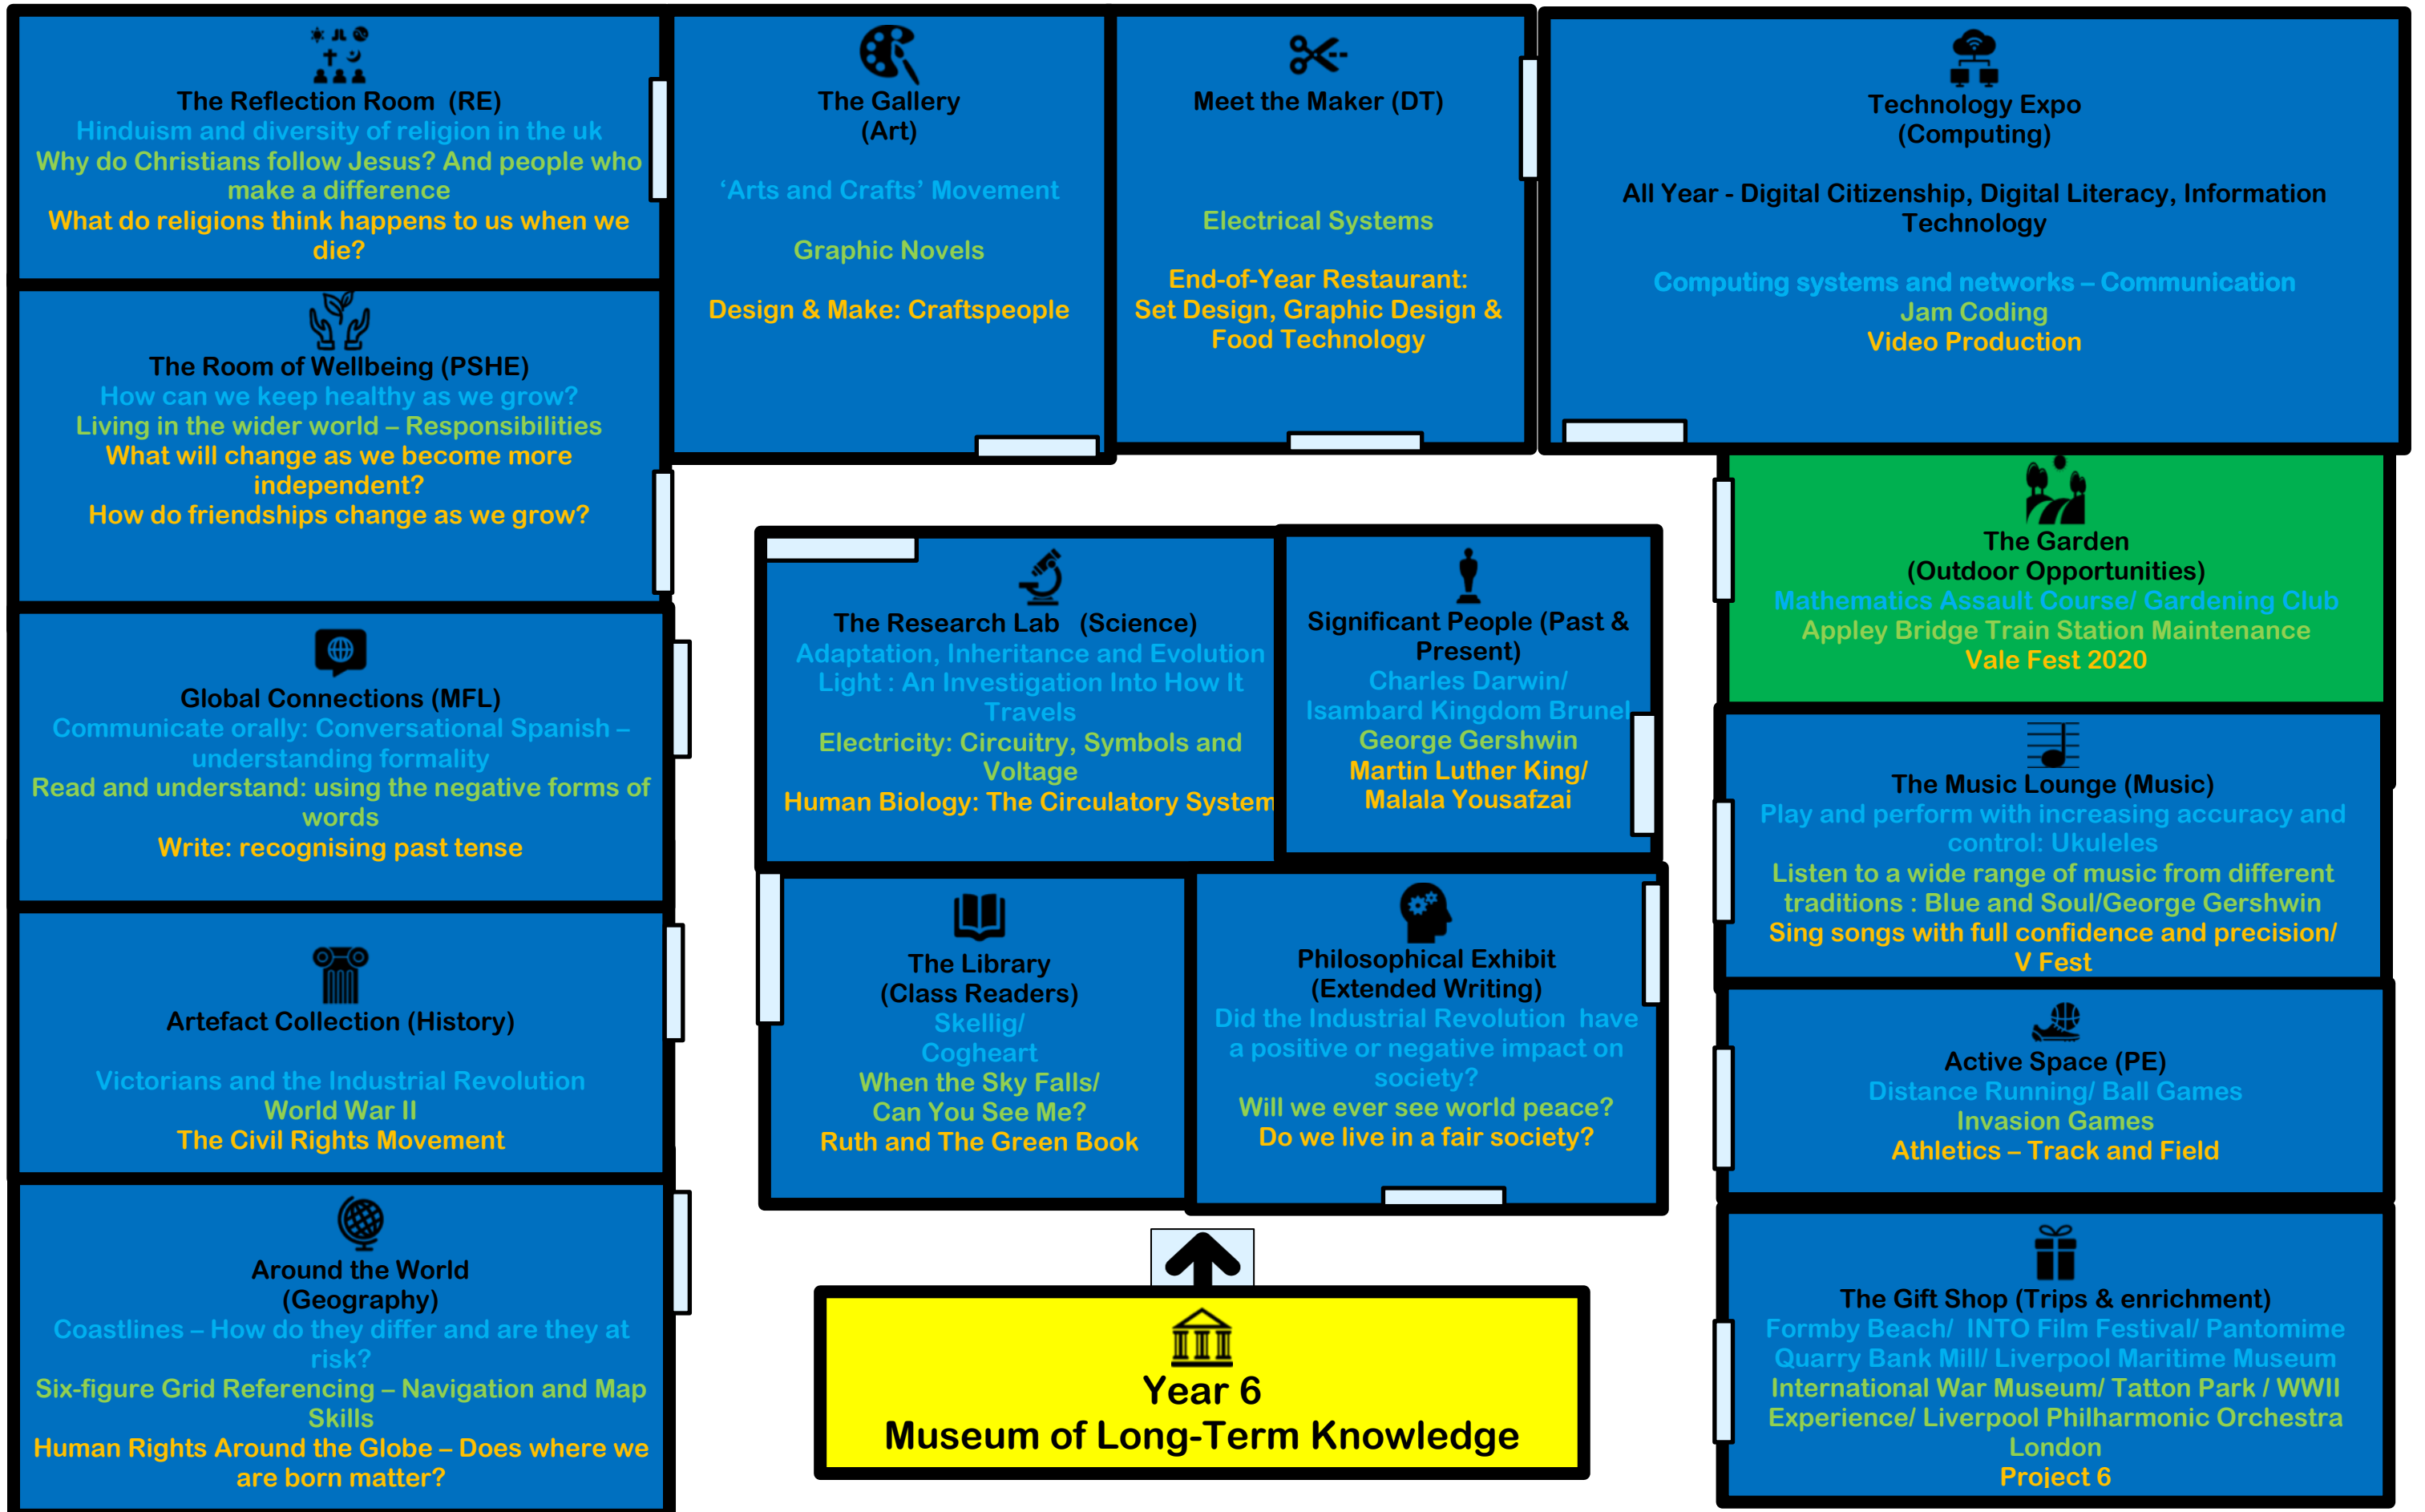 The Reflection Room (RE)
Hinduism and diversity of religion in the uk
Why do Christians follow Jesus? And people who
make a difference
What do religions think happens to us when we
die?
The Gallery
(Art)
‘Arts and Crafts’ Movement
Graphic Novels
Design & Make: Craftspeople
Meet the Maker (DT)
Electrical Systems
End-of-Year Restaurant:
Set Design, Graphic Design &
Food Technology
Technology Expo
(Computing)
All Year - Digital Citizenship, Digital Literacy, Information
Technology
Computing systems and networks – Communication
Jam Coding
Video Production
The Room of Wellbeing (PSHE)
How can we keep healthy as we grow?
Living in the wider world – Responsibilities
What will change as we become more
independent?
How do friendships change as we grow?
The Garden
(Outdoor Opportunities)
Mathematics Assault Course/ Gardening Club
Appley Bridge Train Station Maintenance
Vale Fest 2020
The Research Lab (Science)
Adaptation, Inheritance and Evolution
Light : An Investigation Into How It
Travels
Electricity: Circuitry, Symbols and
Voltage
Human Biology: The Circulatory System
Significant People (Past &
Present)
Charles Darwin/
Isambard Kingdom Brunel
George Gershwin
Martin Luther King/
Malala Yousafzai
Global Connections (MFL)
Communicate orally: Conversational Spanish –
understanding formality
Read and understand: using the negative forms of
words
Write: recognising past tense
The Music Lounge (Music)
Play and perform with increasing accuracy and
control: Ukuleles
Listen to a wide range of music from different
traditions : Blue and Soul/George Gershwin
Sing songs with full confidence and precision/
V Fest
The Library
(Class Readers)
Skellig/
Cogheart
When the Sky Falls/
Can You See Me?
Ruth and The Green Book
Philosophical Exhibit
(Extended Writing)
Did the Industrial Revolution have
a positive or negative impact on
society?
Will we ever see world peace?
Do we live in a fair society?
Artefact Collection (History)
Victorians and the Industrial Revolution
World War II
The Civil Rights Movement
Active Space (PE)
Distance Running/ Ball Games
Invasion Games
Athletics – Track and Field
Around the World
(Geography)
Coastlines – How do they differ and are they at
risk?
Six-figure Grid Referencing – Navigation and Map
Skills
Human Rights Around the Globe – Does where we
are born matter?
Year 6
Museum of Long-Term Knowledge
The Gift Shop (Trips & enrichment)
Formby Beach/ INTO Film Festival/ Pantomime
Quarry Bank Mill/ Liverpool Maritime Museum
International War Museum/ Tatton Park / WWII
Experience/ Liverpool Philharmonic Orchestra
London
Project 6